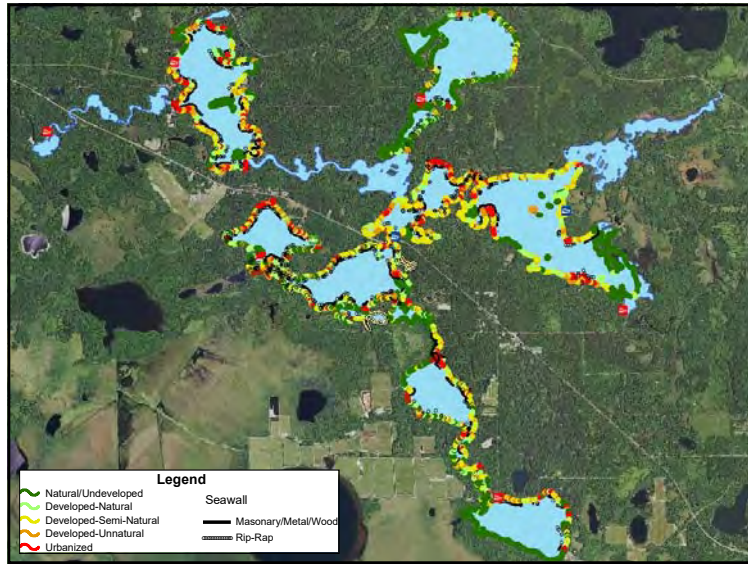 Legend
Natural/Undeveloped
Developed-Natural
Developed-Semi-Natural
Developed-Unnatural
Urbanized
Seawall
Masonary/Metal/Wood
Rip-Rap